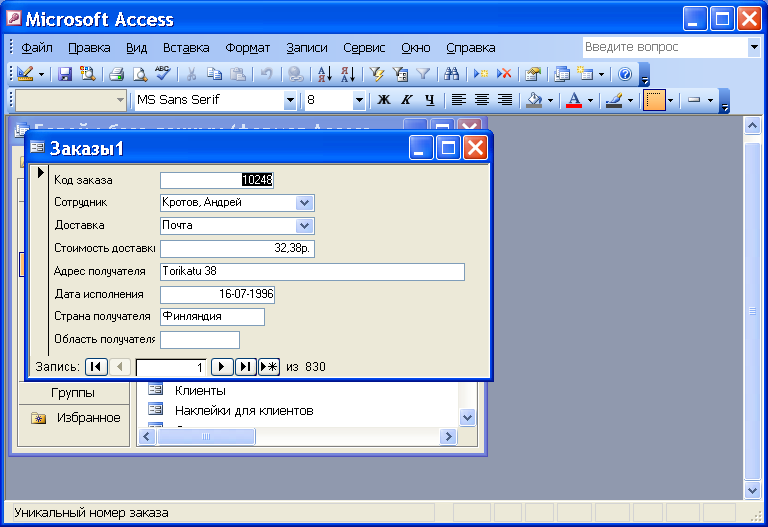 Microsoft Access
Файл Правка Вид Вставка Формат Записи Сервис Окно Справка Введите вопрос
MS Sans Serif 8 Ж К Ч
Заказы1
Код заказа 10248
Сотрудник Кротов, Андрей
Доставка Почта
Стоимость доставки 32,38р.
Адрес получателя Torikatu 38
Дата исполнения 16-07-1996
Страна получателя Финляндия
Область получателя
Запись: 1 из 830
Группы
Клиенты
Избранное
Наклейки для клиентов
Уникальный номер заказа